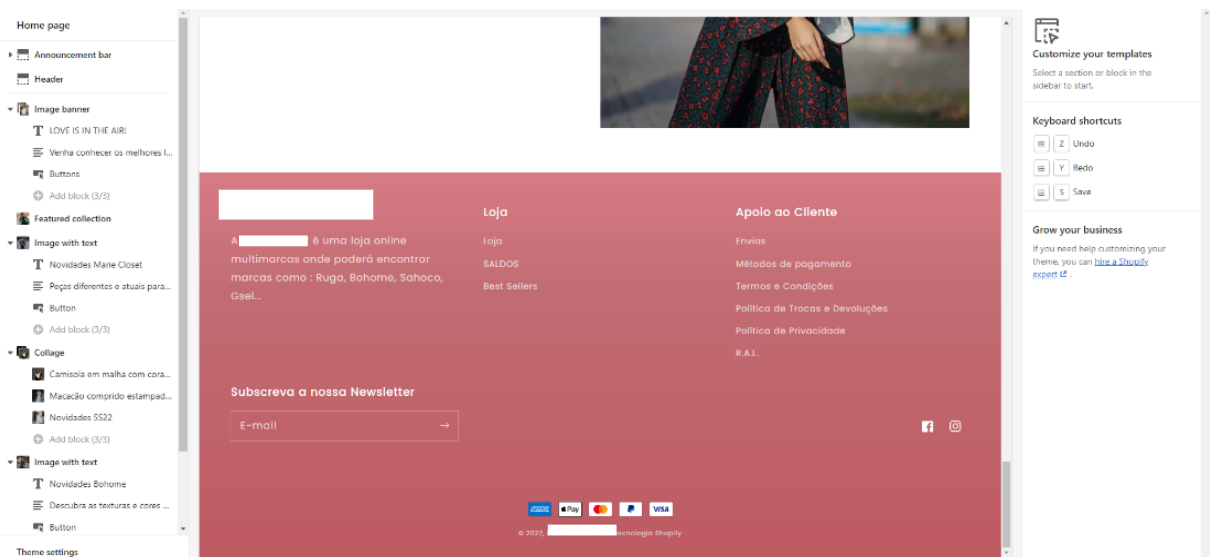 Home page
Announcement bar
Header
Image banner
LOVE IS IN THE AIR!
Venha conhecer os melhores l...
Buttons
Add block (3/3)
Featured collection
Image with text
Novidades Marie Closet
Peças diferentes e atuais para...
Button
Add block (3/3)
Collage
Camisola em malha com cora...
Macacão comprido estampad...
Novidades SS22
Add block (3/3)
Image with text
Novidades Bohome
Descubra as texturas e cores ...
Button
Theme settings
A é uma loja online
multimarcas onde poderá encontrar
marcas como : Ruga, Bohome, Sahoco,
Gsel...
Loja
Loja
SALDOS
Best Sellers
Apoio ao Cliente
Envios
Métodos de pagamento
Termos e Condições
Política de Trocas e Devoluções
Política de Privacidade
R.A.L.
Subscreva a nossa Newsletter
E-mail
Pay
VISA
© 2022, ecnologia Shopify
Customize your templates
Select a section or block in the
sidebar to start.
Keyboard shortcuts
Z Undo
Y Redo
S Save
Grow your business
If you need help customizing your
theme, you can hire a Shopify
expert .